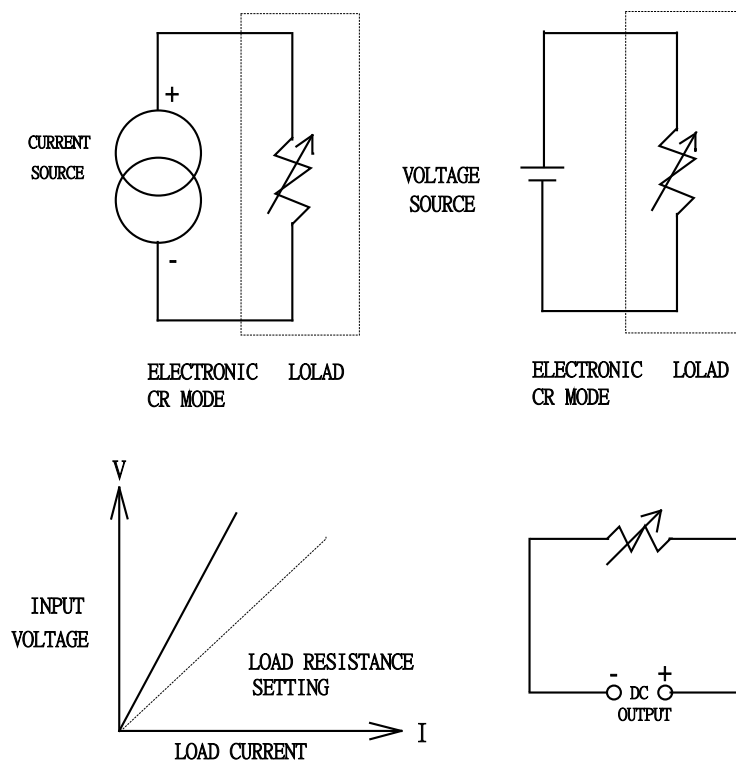 +
CURRENT
SOURCE
-
ELECTRONIC LOLAD
CR MODE
VOLTAGE
SOURCE
ELECTRONIC LOLAD
CR MODE
V
INPUT
VOLTAGE
LOAD RESISTANCE
SETTING
I
LOAD CURRENT
- +
DC
OUTPUT